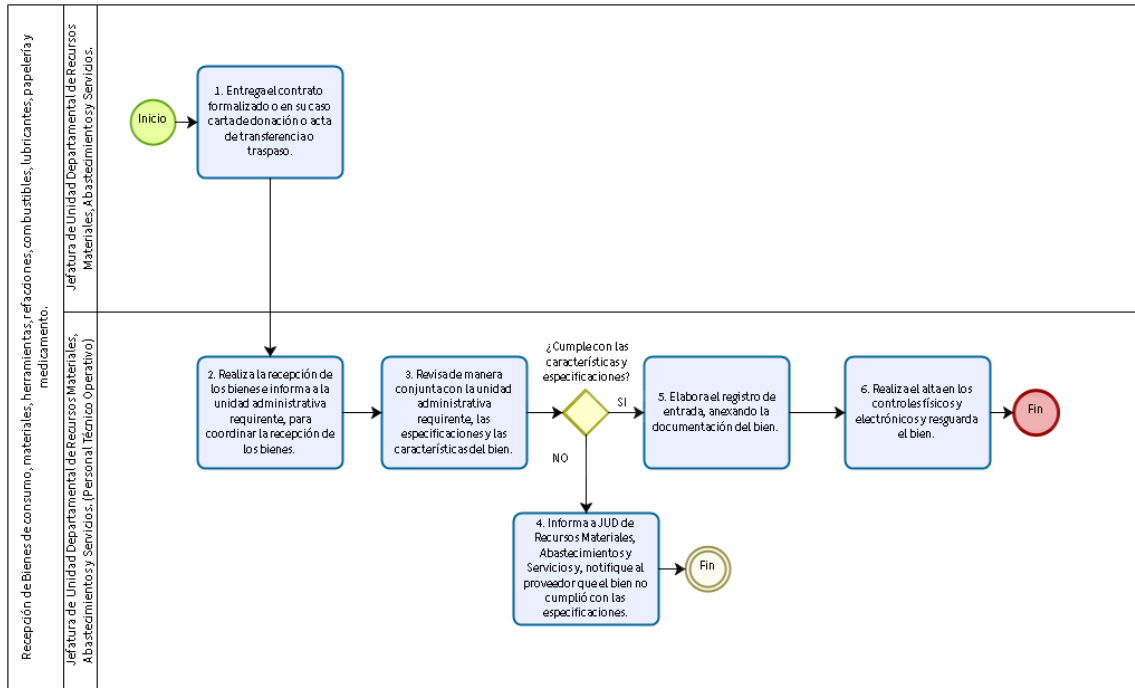 Recepción de Bienes de consumo, materiales, herramientas, refacciones, combustibles, lubricantes, papelería y
medicamento.
Jefatura de Unidad Departamental de Recursos
Materiales, Abastecimientos y Servicios.
Inicio
1. Entrega el contrato
formalizado o en su caso
carta de donación o acta
de transferencia o
traspaso.
Jefatura de Unidad Departamental de Recursos Materiales,
Abastecimientos y Servicios. (Personal Técnico Operativo)
2. Realiza la recepción de
los bienes e informa a la
unidad administrativa
requirente, para
coordinar la recepción de
los bienes.
3. Revisa de manera
conjunta con la unidad
administrativa
requirente, las
especificaciones y las
características del bien.
¿Cumple con las
características y
especificaciones?
SI
NO
5. Elabora el registro de
entrada, anexando la
documentación del bien.
6. Realiza el alta en los
controles físicos y
electrónicos y resguarda
el bien.
Fin
4. Informa a JUD de
Recursos Materiales,
Abastecimientos y
Servicios y, notifique al
proveedor que el bien no
cumplió con las
especificaciones.
Fin